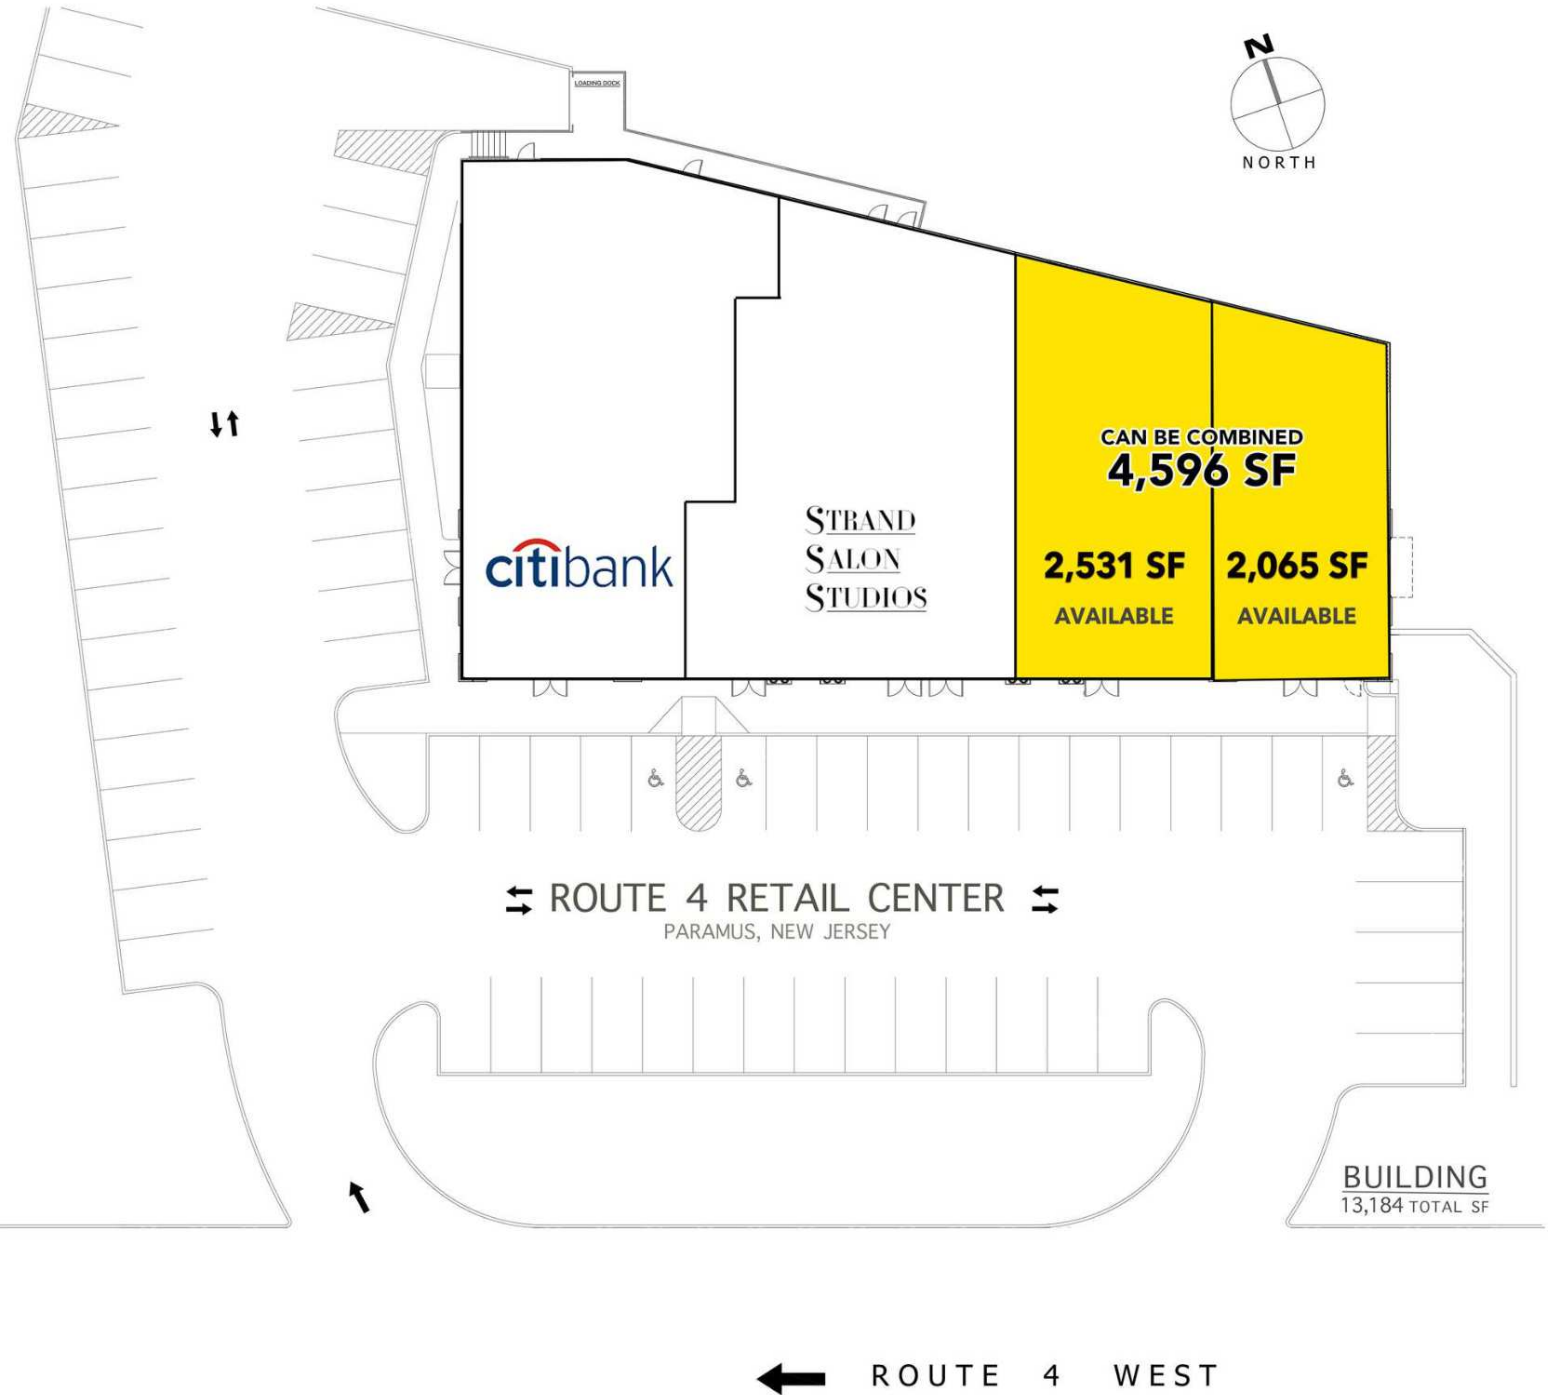 N
NORTH
LOADING DOCK
CAN BE COMBINED
4,596 SF
STRAND
SALON
STUDIOS
citibank
2,531 SF
AVAILABLE
2,065 SF
AVAILABLE
ROUTE 4 RETAIL CENTER
PARAMUS, NEW JERSEY
BUILDING
13,184 TOTAL SF
ROUTE 4 WEST